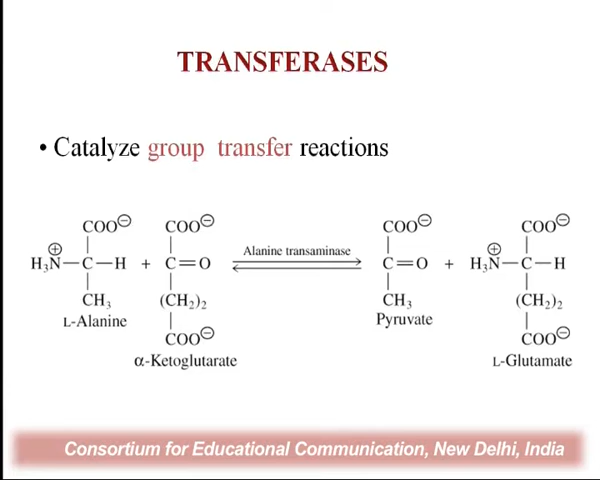 TRANSFERASES
• Catalyze group transfer reactions
COO⊖ COO⊖ COO⊖ COO⊖
⊕ Alanine transaminase ⊕
H₃N—C—H + C=O C=O + H₃N—C—H
CH₃ (CH₂)₂ CH₃ (CH₂)₂
L-Alanine Pyruvate
COO⊖ COO⊖
α-Ketoglutarate L-Glutamate
Consortium for Educational Communication, New Delhi, India